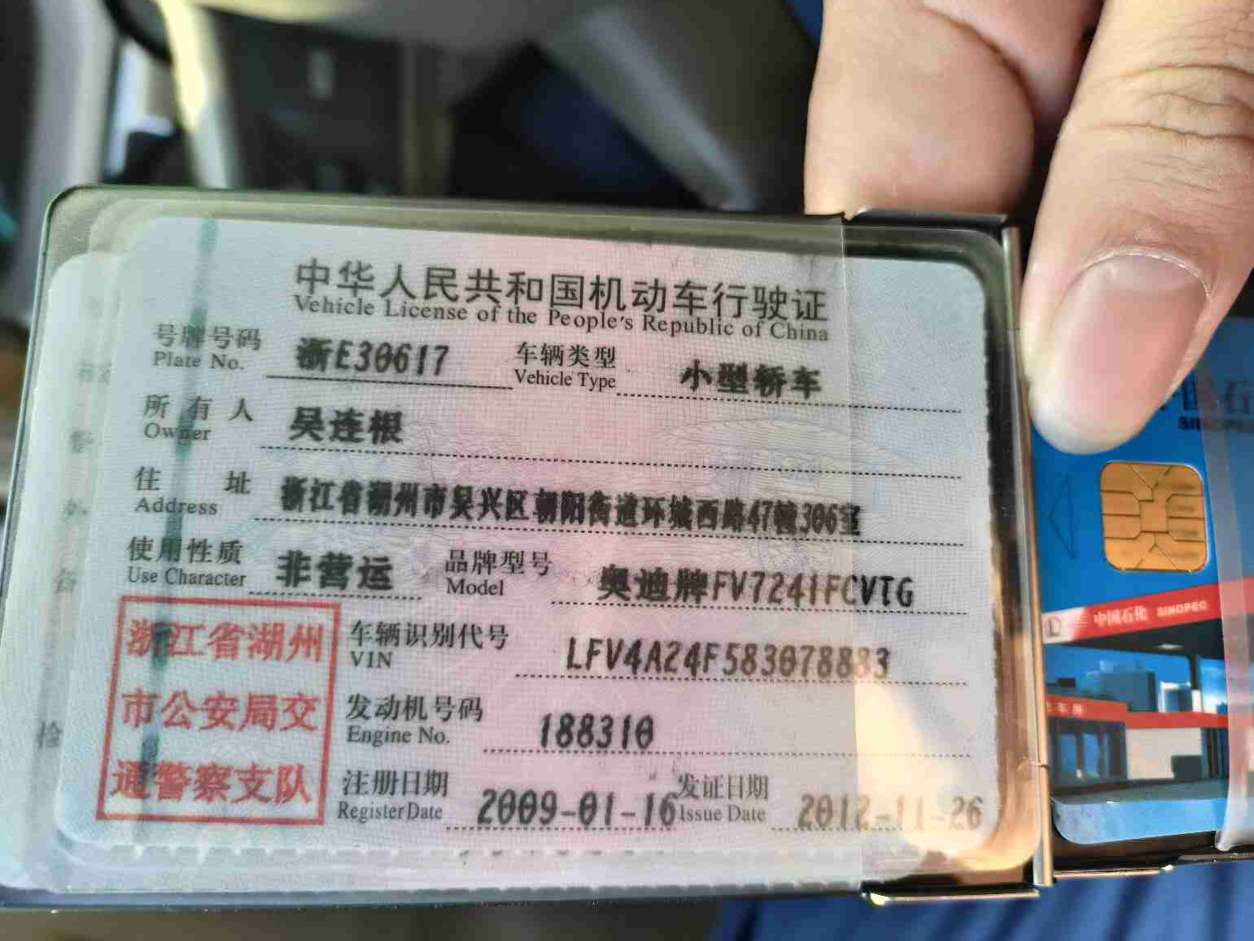 中华人民共和国机动车行驶证
Vehicle License of the People's Republic of China
号牌号码 浙E30617 车辆类型 小型轿车
Plate No. Vehicle Type
所有人 吴连根
Owner
住址 浙江省湖州市吴兴区朝阳街道环城西路47幢306室
Address
使用性质 非营运 品牌型号 奥迪牌FV7241FCVTG
Use Character Model
浙江省湖州
市公安局交
通警察支队
车辆识别代号 LFV4A24F583078833
VIN
发动机号码 188310
Engine No.
注册日期 2009-01-16 发证日期 2012-11-26
Register Date Issue Date
SINOPEC
中国石化 SINOPEC